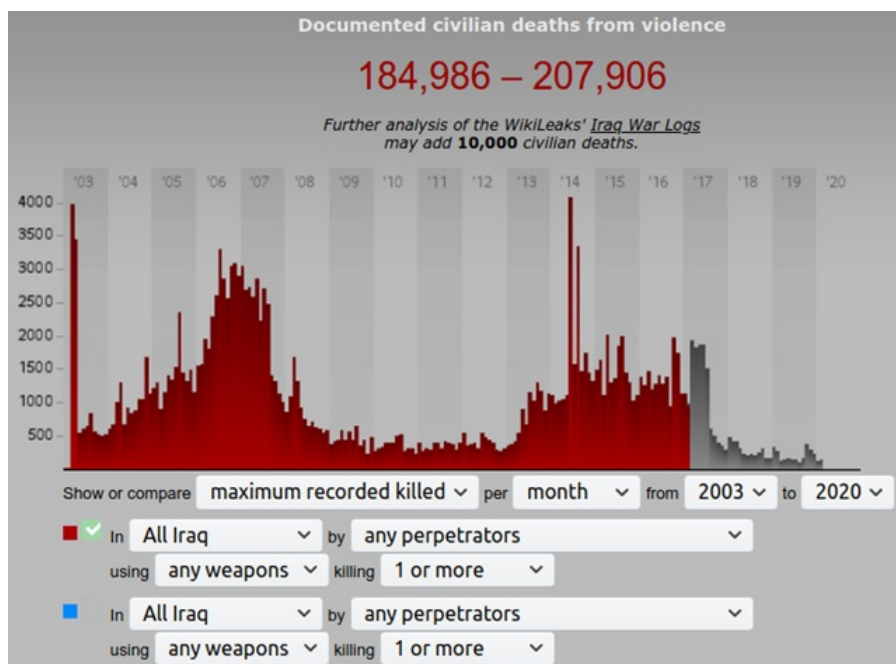 Documented civilian deaths from violence
184,986 – 207,906
Further analysis of the WikiLeaks' Iraq War Logs
may add 10,000 civilian deaths.
'03 '04 '05 '06 '07 '08 '09 '10 '11 '12 '13 '14 '15 '16 '17 '18 '19 '20
4000
3500
3000
2500
2000
1500
1000
500
Show or compare maximum recorded killed per month from 2003 to 2020
In All Iraq by any perpetrators
using any weapons killing 1 or more
In All Iraq by any perpetrators
using any weapons killing 1 or more